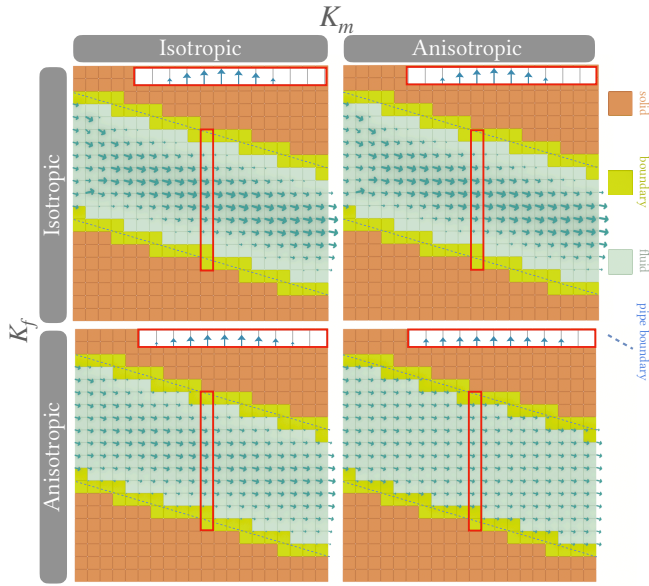 K_m
Isotropic
Anisotropic
Isotropic
K_f
Anisotropic
solid
boundary
fluid
pipe boundary